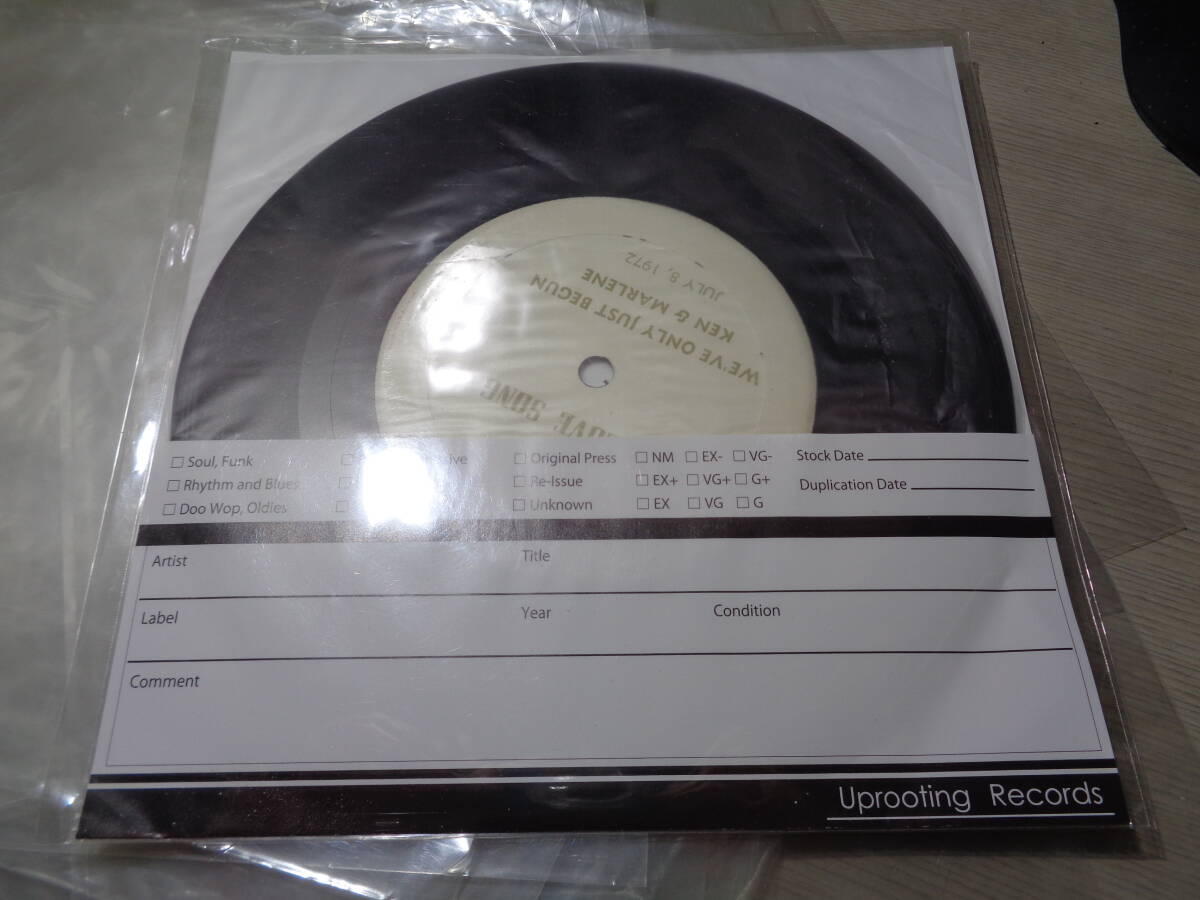 LOVE SONG
WE'VE ONLY JUST BEGUN
KEN & MARLENE
JULY 8, 1972
Soul, Funk
Rhythm and Blues
Doo Wop, Oldies
Original Press
Re-Issue
Unknown
NM EX- VG-
EX+ VG+ G+
EX VG G
Stock Date
Duplication Date
Artist Title
Label Year Condition
Comment
Uprooting Records